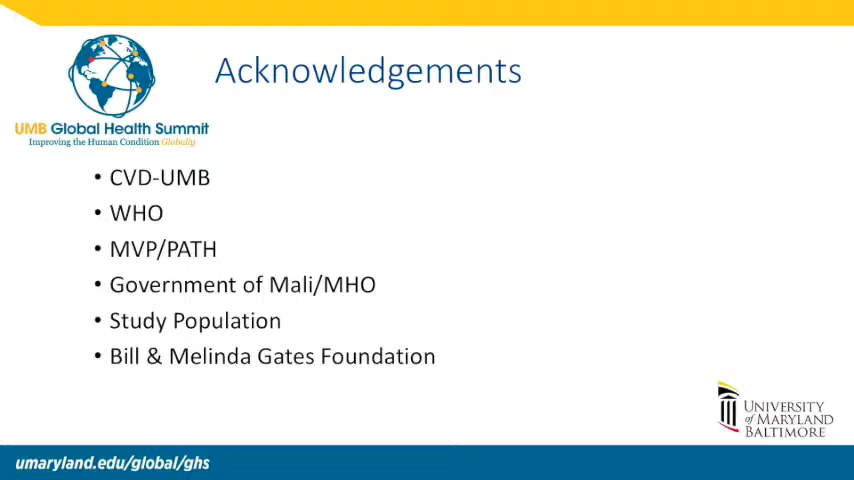 Acknowledgements
UMB Global Health Summit
Improving the Human Condition Globally
• CVD-UMB
• WHO
• MVP/PATH
• Government of Mali/MHO
• Study Population
• Bill & Melinda Gates Foundation
UNIVERSITY
of MARYLAND
BALTIMORE
umaryland.edu/global/ghs